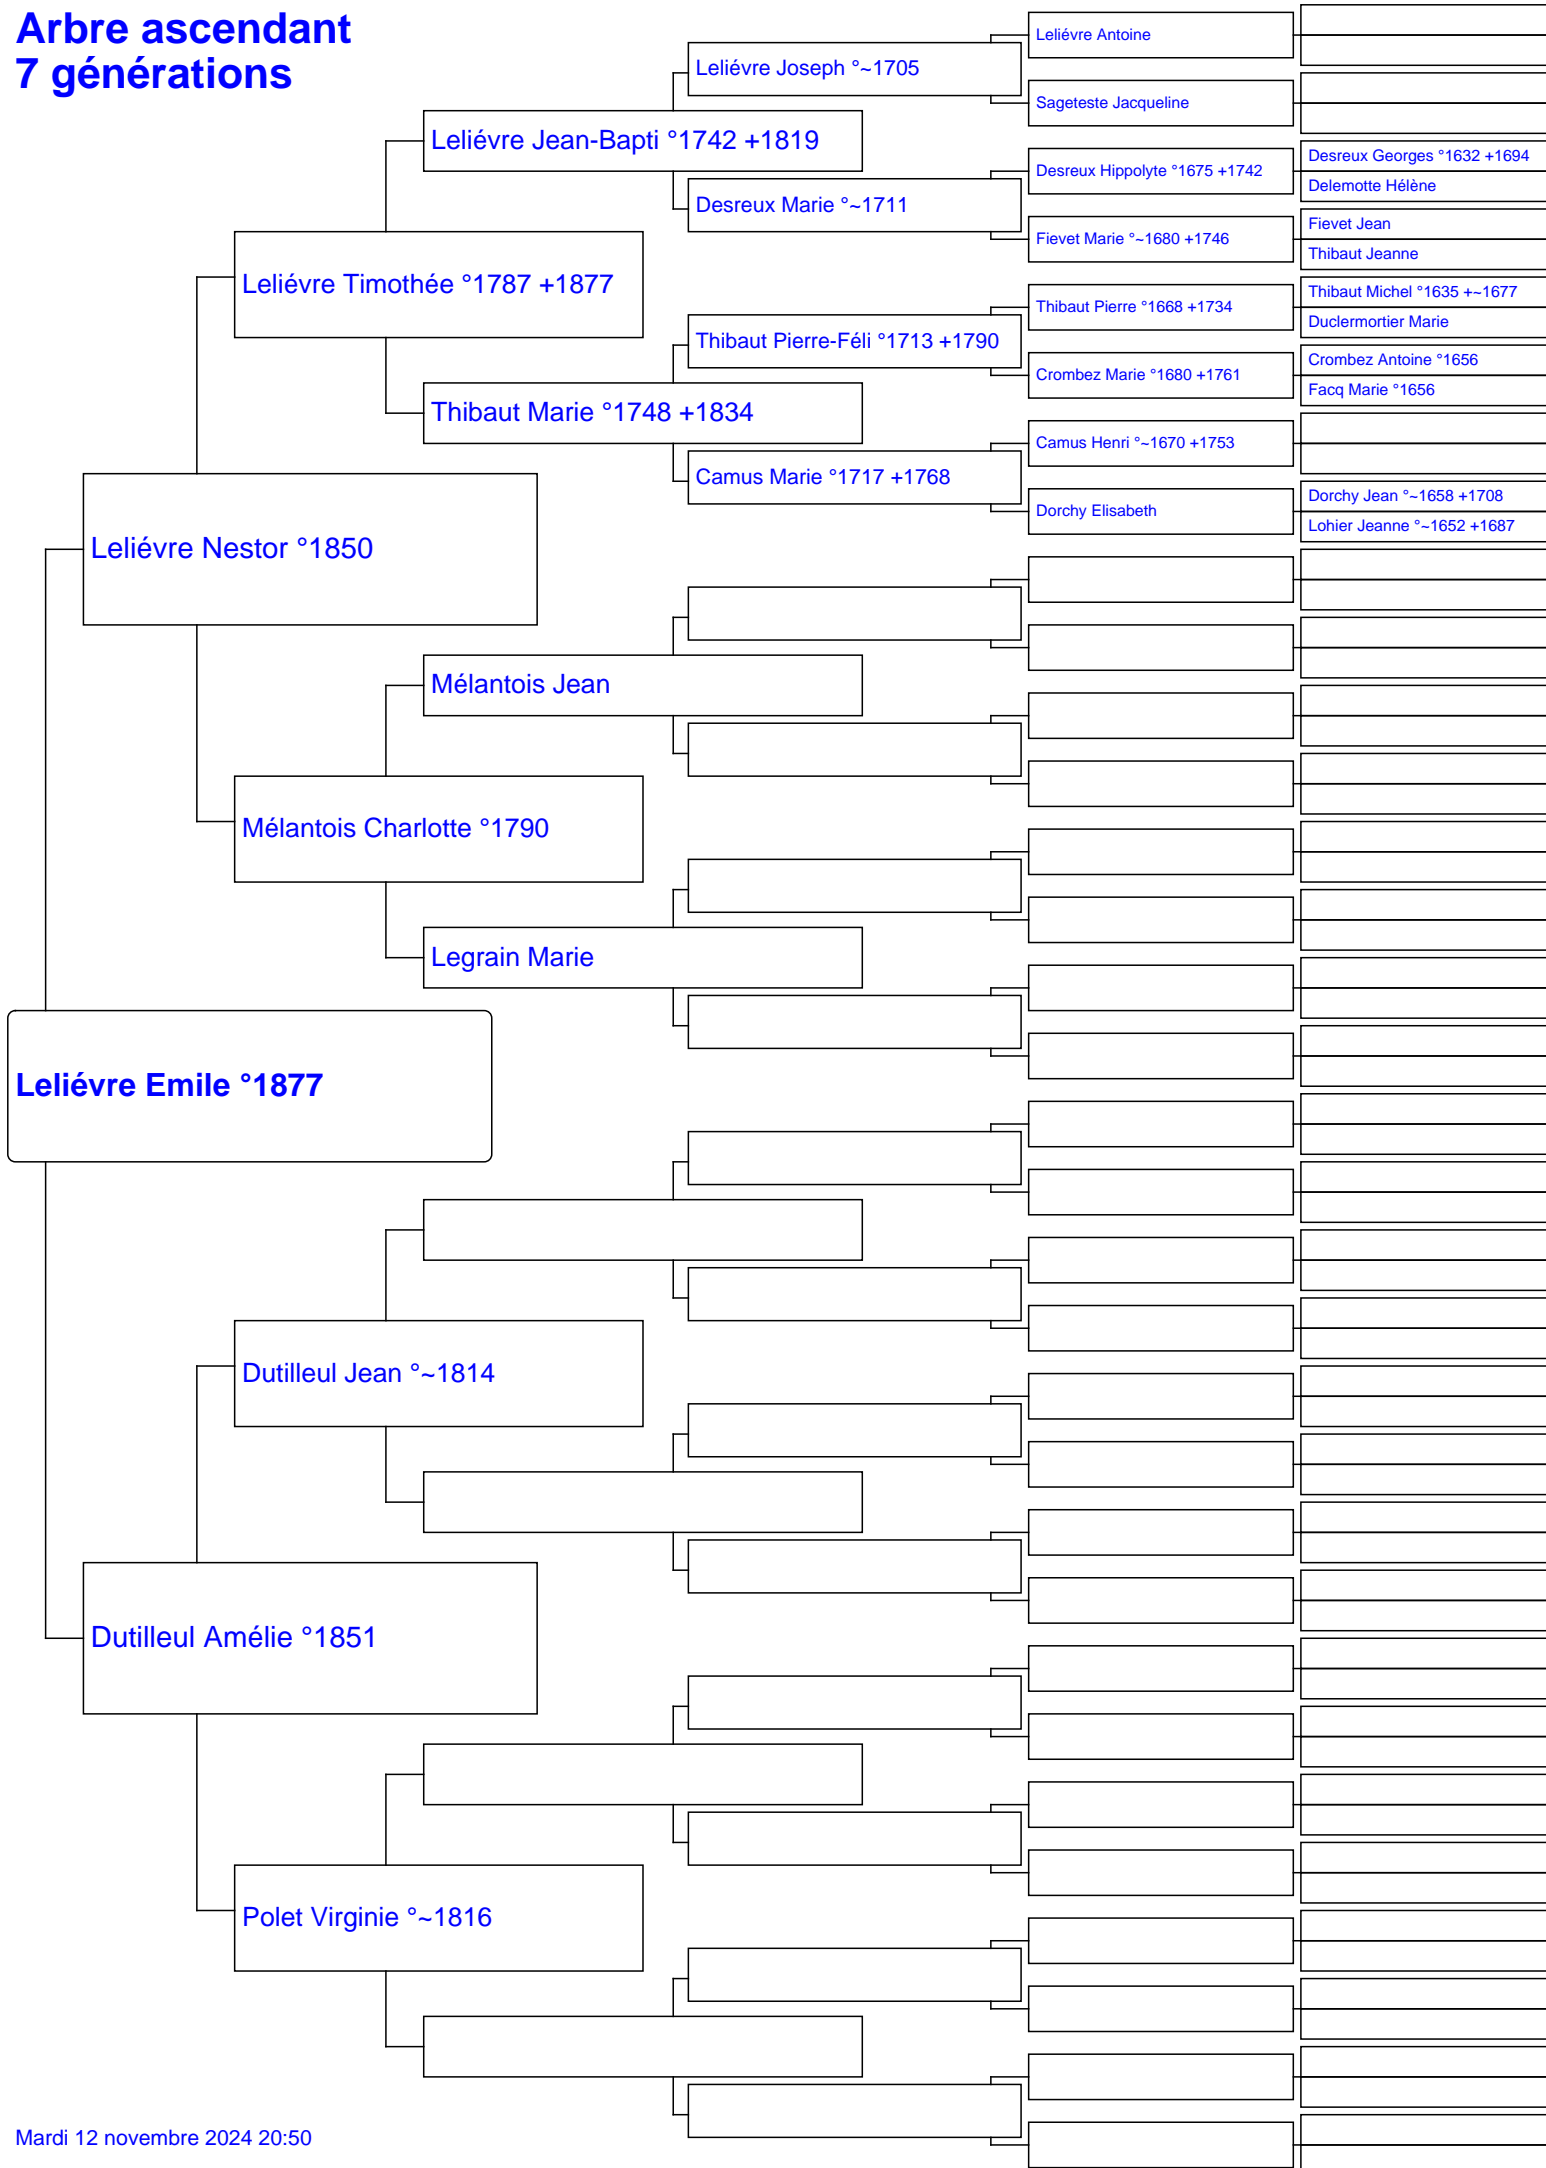 Arbre ascendant
7 générations
Leliévre Antoine
Leliévre Joseph °~1705
Sageteste Jacqueline
Leliévre Jean-Bapti °1742 +1819
Desreux Georges °1632 +1694
Desreux Hippolyte °1675 +1742
Delemotte Hélène
Desreux Marie °~1711
Fievet Jean
Fievet Marie °~1680 +1746
Thibaut Jeanne
Leliévre Timothée °1787 +1877
Thibaut Michel °1635 +~1677
Thibaut Pierre °1668 +1734
Duclermortier Marie
Thibaut Pierre-Féli °1713 +1790
Crombez Antoine °1656
Crombez Marie °1680 +1761
Facq Marie °1656
Thibaut Marie °1748 +1834
Camus Henri °~1670 +1753
Camus Marie °1717 +1768
Dorchy Jean °~1658 +1708
Dorchy Elisabeth
Lohier Jeanne °~1652 +1687
Leliévre Nestor °1850
Mélantois Jean
Mélantois Charlotte °1790
Legrain Marie
Leliévre Emile °1877
Dutilleul Jean °~1814
Dutilleul Amélie °1851
Polet Virginie °~1816
Mardi 12 novembre 2024 20:50